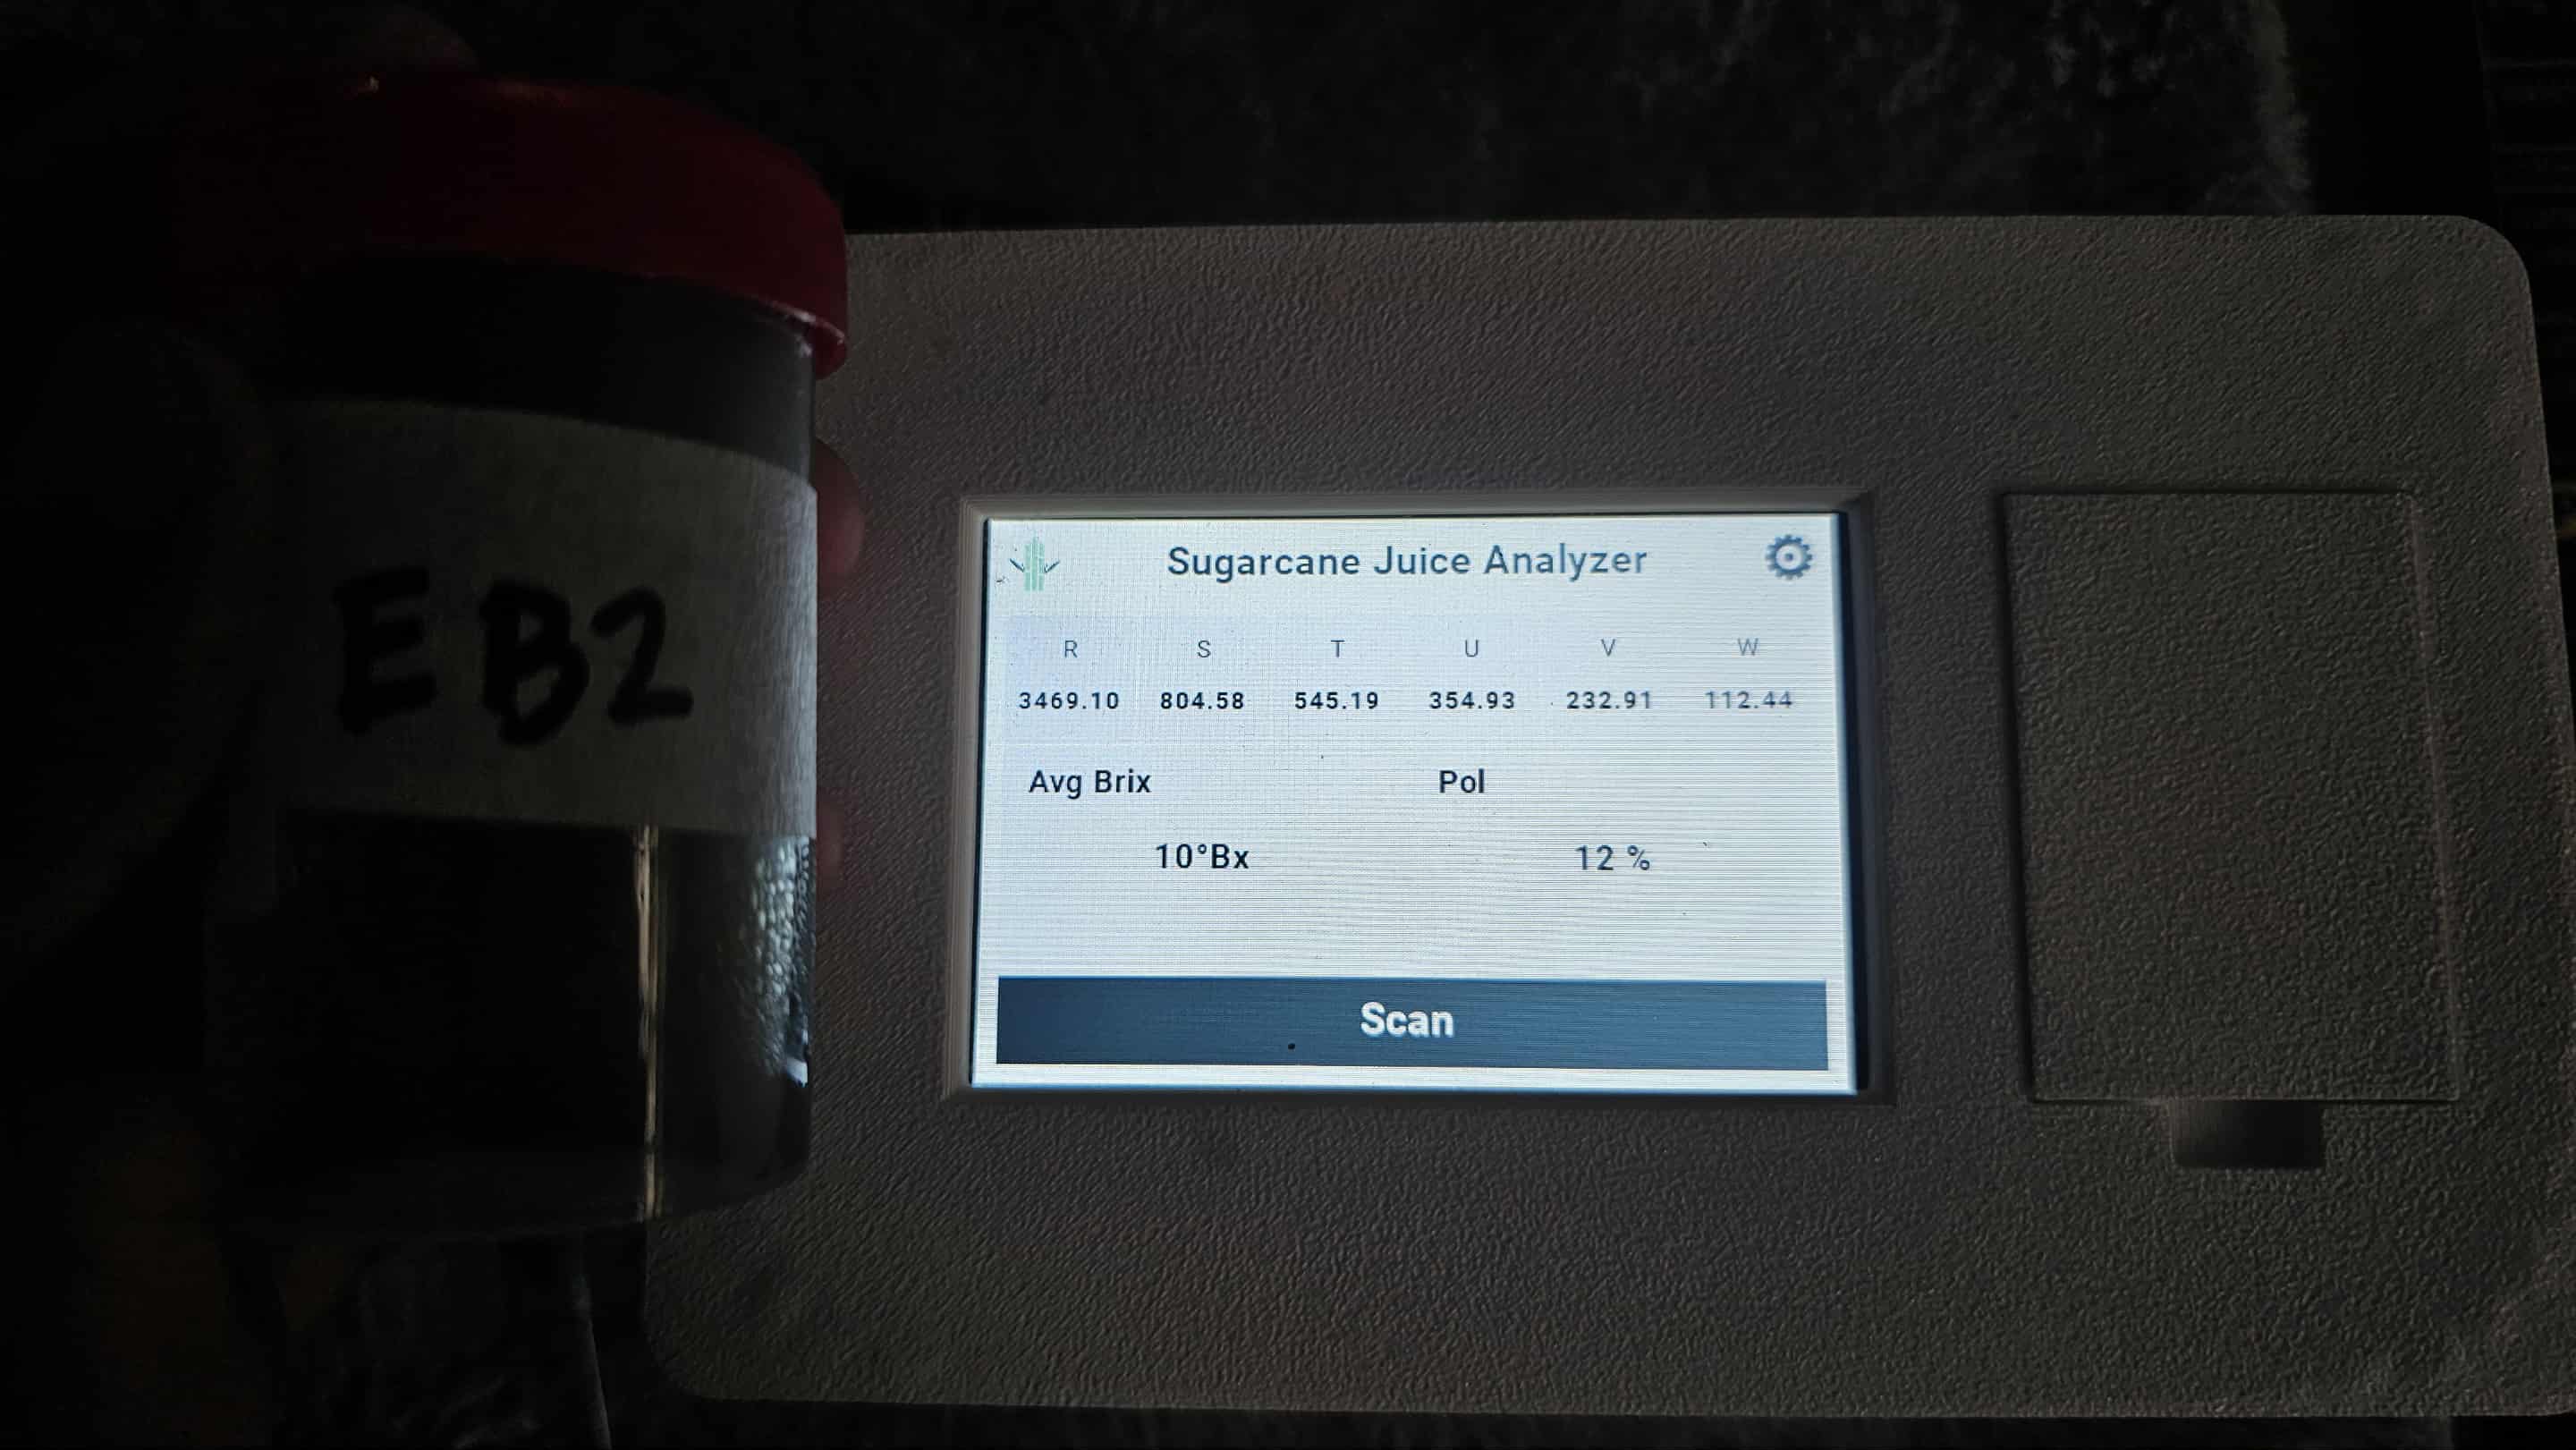 EB2
Sugarcane Juice Analyzer
R S T U V W
3469.10 804.58 545.19 354.93 232.91 112.44
Avg Brix Pol
10°Bx 12 %
Scan